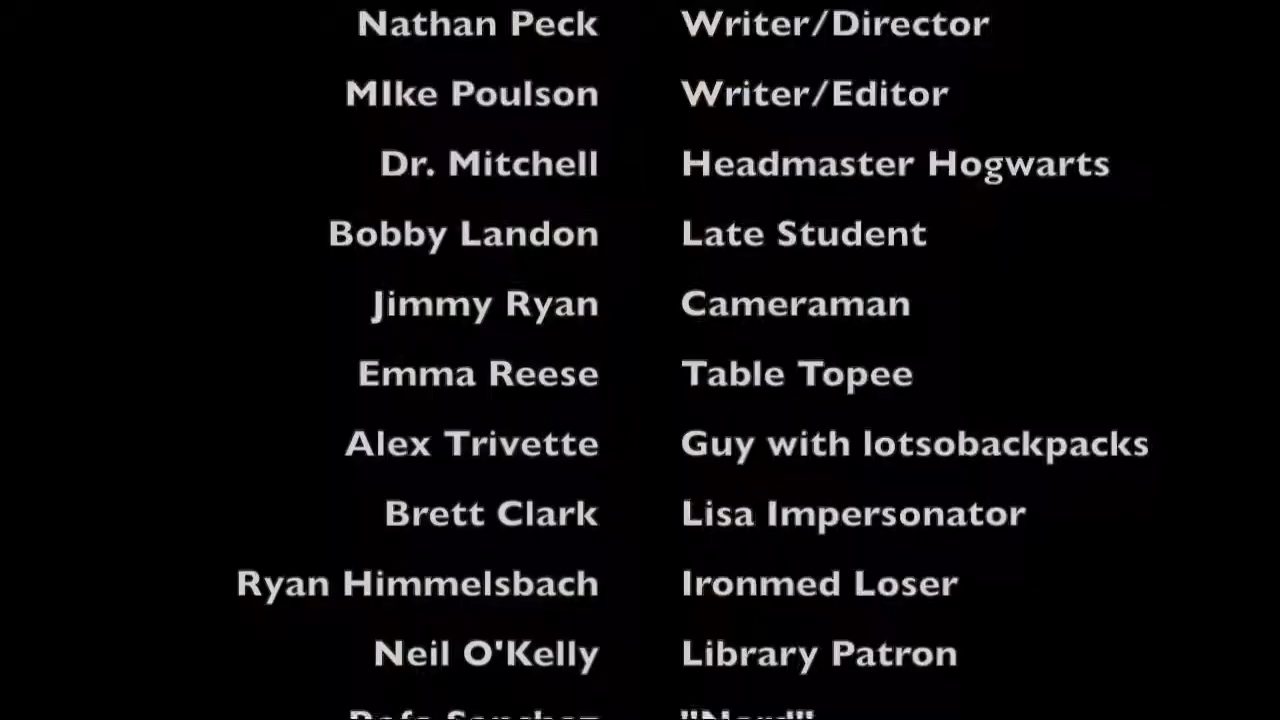 Nathan Peck Writer/Director
MIke Poulson Writer/Editor
Dr. Mitchell Headmaster Hogwarts
Bobby Landon Late Student
Jimmy Ryan Cameraman
Emma Reese Table Topee
Alex Trivette Guy with lotsobackpacks
Brett Clark Lisa Impersonator
Ryan Himmelsbach Ironmed Loser
Neil O'Kelly Library Patron